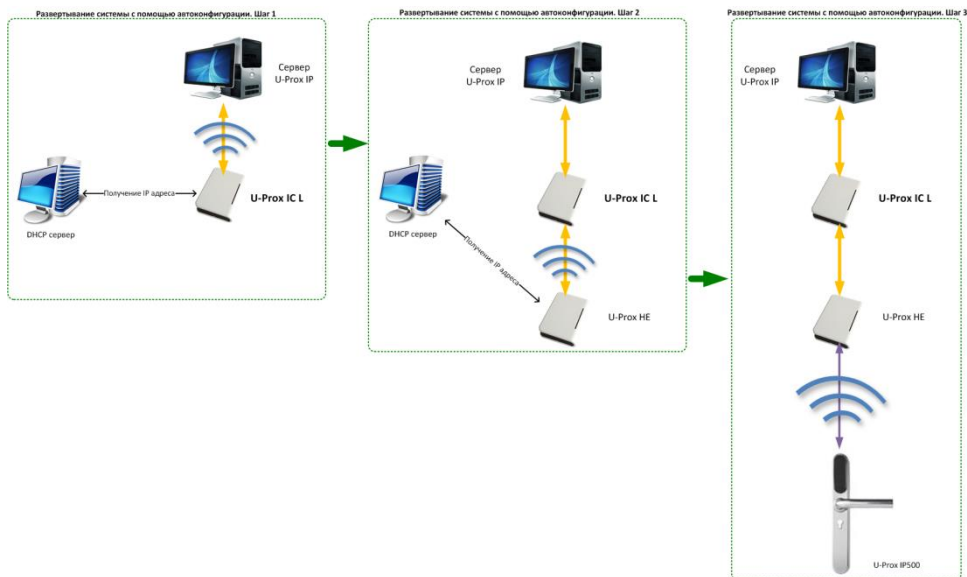 Развертывание системы с помощью автоконфигурации. Шаг 1
Сервер
U-Prox IP
Получение IP адреса
U-Prox IC L
DHCP сервер
Развертывание системы с помощью автоконфигурации. Шаг 2
Сервер
U-Prox IP
U-Prox IC L
DHCP сервер
Получение IP адреса
U-Prox HE
Развертывание системы с помощью автоконфигурации. Шаг 3
Сервер
U-Prox IP
U-Prox IC L
U-Prox HE
U-Prox IP500